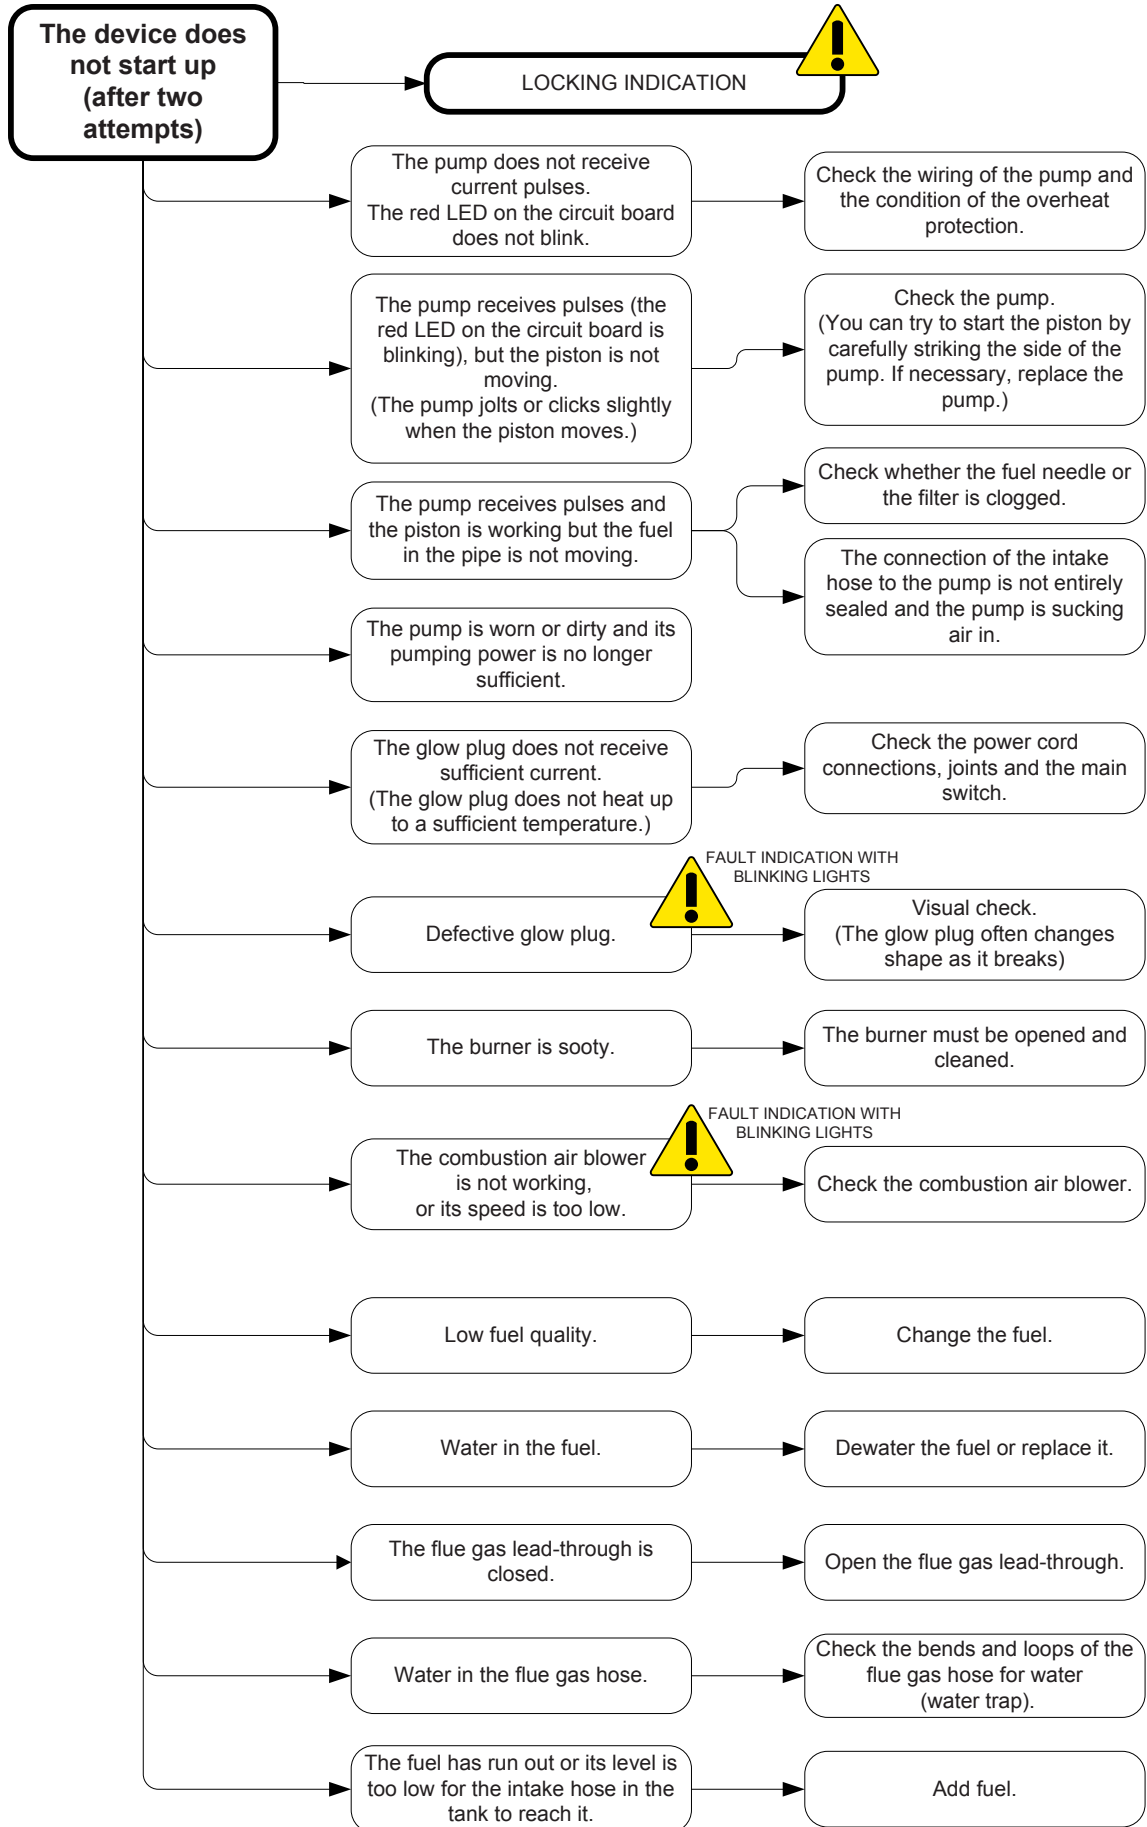 The device does
not start up
(after two
attempts)
LOCKING INDICATION
The pump does not receive
current pulses.
The red LED on the circuit board
does not blink.
Check the wiring of the pump and
the condition of the overheat
protection.
The pump receives pulses (the
red LED on the circuit board is
blinking), but the piston is not
moving.
(The pump jolts or clicks slightly
when the piston moves.)
Check the pump.
(You can try to start the piston by
carefully striking the side of the
pump. If necessary, replace the
pump.)
The pump receives pulses and
the piston is working but the fuel
in the pipe is not moving.
Check whether the fuel needle or
the filter is clogged.
The connection of the intake
hose to the pump is not entirely
sealed and the pump is sucking
air in.
The pump is worn or dirty and its
pumping power is no longer
sufficient.
The glow plug does not receive
sufficient current.
(The glow plug does not heat up
to a sufficient temperature.)
Check the power cord
connections, joints and the main
switch.
FAULT INDICATION WITH
BLINKING LIGHTS
Defective glow plug.
Visual check.
(The glow plug often changes
shape as it breaks)
The burner is sooty.
The burner must be opened and
cleaned.
FAULT INDICATION WITH
BLINKING LIGHTS
The combustion air blower
is not working,
or its speed is too low.
Check the combustion air blower.
Low fuel quality.
Change the fuel.
Water in the fuel.
Dewater the fuel or replace it.
The flue gas lead-through is
closed.
Open the flue gas lead-through.
Water in the flue gas hose.
Check the bends and loops of the
flue gas hose for water
(water trap).
The fuel has run out or its level is
too low for the intake hose in the
tank to reach it.
Add fuel.